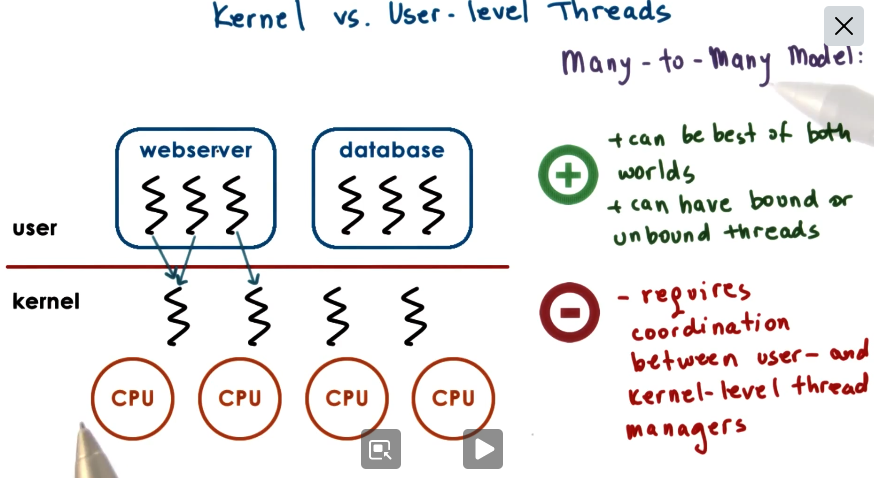 Kernel vs. User-level Threads
Many-to-Many Model:
webserver
database
user
kernel
CPU CPU CPU CPU
+ can be best of both
worlds
+ can have bound or
unbound threads
- requires
coordination
between user- and
kernel-level thread
managers